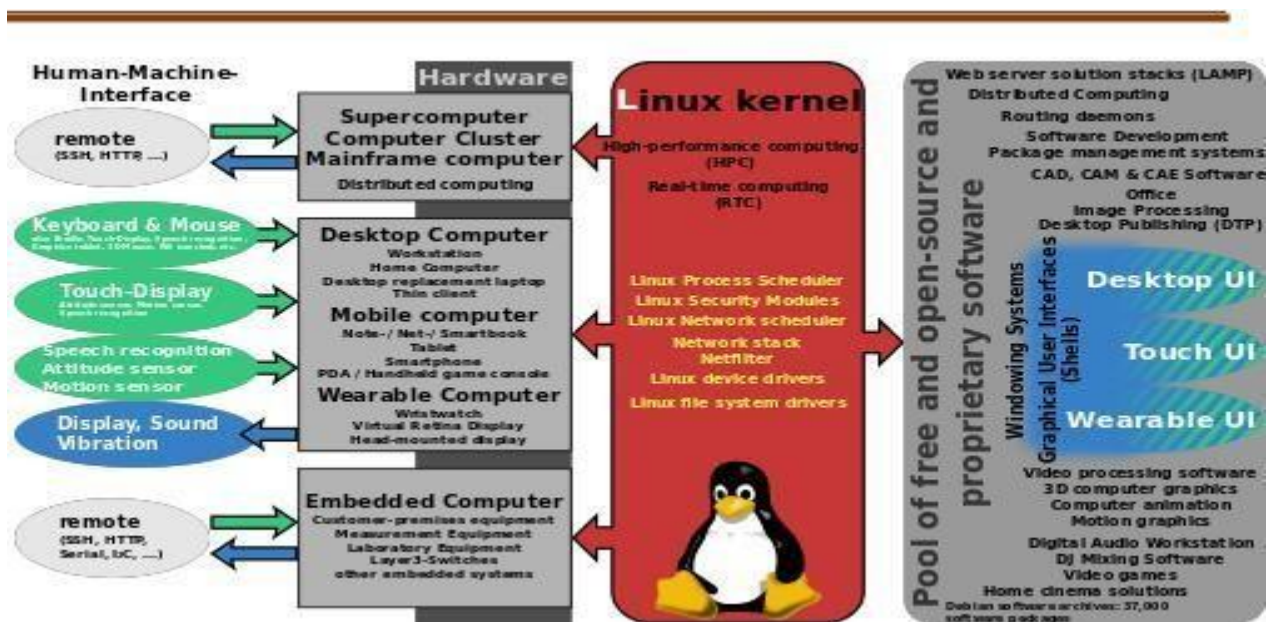 Human-Machine-
Interface
remote
(SSH, HTTP, ...)
Keyboard & Mouse
Touch-Display
Speech recognition
Speech recognition
Attitude sensor
Motion sensor
Display, Sound
Vibration
remote
(SSH, HTTP,
Serial, I2C, ...)
Hardware
Supercomputer
Computer Cluster
Mainframe computer
Distributed computing
Desktop Computer
Workstation
Home Computer
Desktop replacement laptop
Thin client
Mobile computer
Note-/ Net-/ Smartbook
Tablet
Smartphone
PDA / Handheld game console
Wearable Computer
Wristwatch
Virtual Retina Display
Head-mounted display
Embedded Computer
Customer-premises equipment
Measurement Equipment
Laboratory Equipment
Layer3-Switches
other embedded systems
Linux kernel
High-performance computing
(HPC)
Real-time computing
(RTC)
Linux Process Scheduler
Linux Security Modules
Linux Network scheduler
Network stack
Netfilter
Linux device drivers
Linux file system drivers
Pool of free and open-source and
proprietary software
Web server solution stacks (LAMP)
Distributed Computing
Routing daemons
Software Development
Package management systems
CAD, CAM & CAE Software
Office
Image Processing
Desktop Publishing (DTP)
Windowing Systems
Graphical User Interfaces
(Shells)
Desktop UI
Touch UI
Wearable UI
Video processing software
3D computer graphics
Computer animation
Motion graphics
Digital Audio Workstation
DJ Mixing Software
Video games
Home cinema solutions
Debian software archives: 37,000
software packages